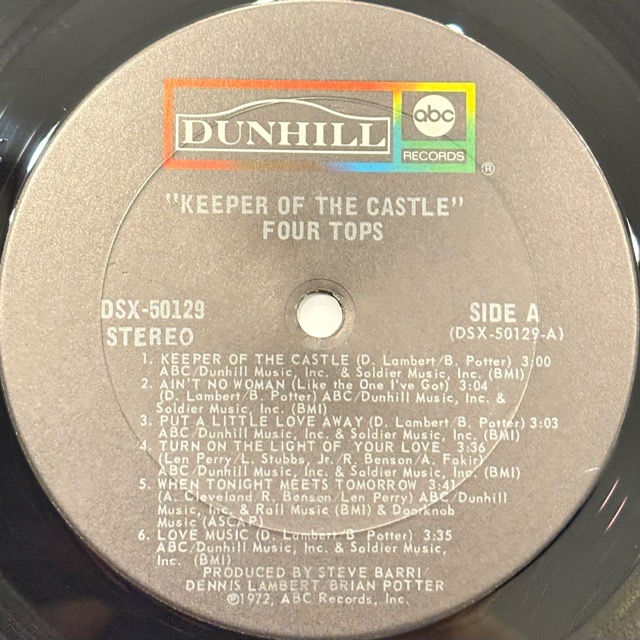 DUNHILL
abc
RECORDS
®
"KEEPER OF THE CASTLE"
FOUR TOPS
DSX-50129
STEREO
SIDE A
(DSX-50129-A)
1. KEEPER OF THE CASTLE (D. Lambert/B. Potter) 3:00
ABC/Dunhill Music, Inc. & Soldier Music, Inc. (BMI)
2. AIN'T NO WOMAN (Like the One I've Got) 3:04
(D. Lambert/B. Potter) ABC/Dunhill Music, Inc. &
Soldier Music, Inc. (BMI)
3. PUT A LITTLE LOVE AWAY (D. Lambert/B. Potter) 3:03
ABC/Dunhill Music, Inc. & Soldier Music, Inc. (BMI)
4. TURN ON THE LIGHT OF YOUR LOVE 3:36
(Len Perry/L. Stubbs, Jr./R. Benson/A. Fakir)
ABC/Dunhill Music, Inc. & Soldier Music, Inc. (BMI)
5. WHEN TONIGHT MEETS TOMORROW 3:41
(A. Cleveland/R. Benson/Len Perry) ABC/Dunhill
Music, Inc. & Rall Music (BMI) & Doorknob
Music (ASCAP)
6. LOVE MUSIC (D. Lambert/B. Potter) 3:35
ABC/Dunhill Music, Inc. & Soldier Music,
Inc. (BMI)
PRODUCED BY STEVE BARRI
DENNIS LAMBERT BRIAN POTTER
℗1972, ABC Records, Inc.